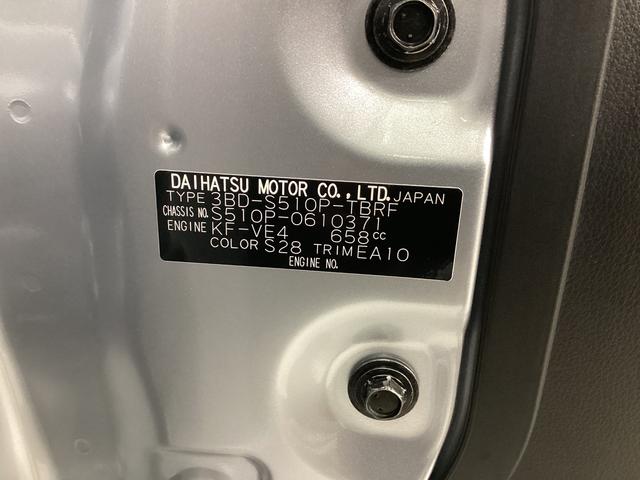 DAIHATSU MOTOR CO.,LTD. JAPAN
TYPE 3BD-S510P-TBRF
CHASSIS NO. S510P-0610371
ENGINE KF-VE4 658cc
COLOR S28 TRIM EA10
ENGINE NO.